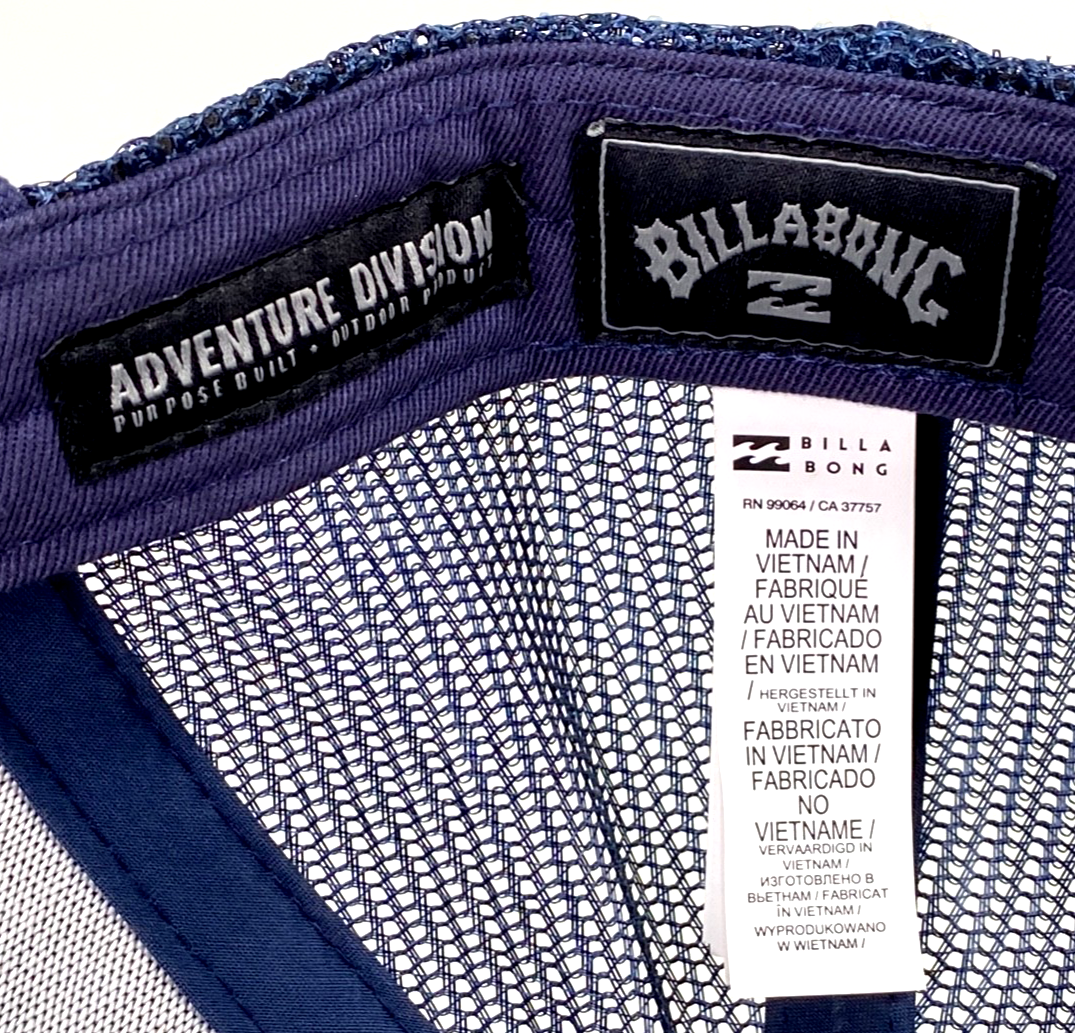 ADVENTURE DIVISION
PURPOSE BUILT • OUTDOOR PRODUCT
BILLABONG
BILLA
BONG
RN 99064 / CA 37757
MADE IN
VIETNAM /
FABRIQUÉ
AU VIETNAM
/ FABRICADO
EN VIETNAM
/ HERGESTELLT IN
VIETNAM /
FABBRICATO
IN VIETNAM /
FABRICADO
NO
VIETNAME /
VERVAARDIGD IN
VIETNAM /
ИЗГОТОВЛЕНО В
ВЬЕТНАМ / FABRICAT
ÎN VIETNAM /
WYPRODUKOWANO
W WIETNAM /